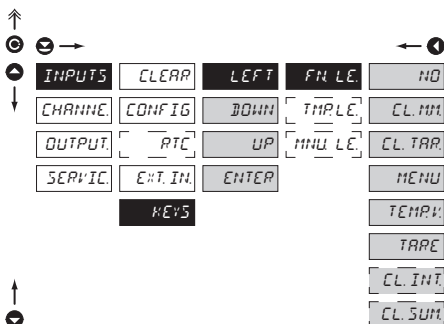 INPUTS CLEAR LEFT FN. LE. NO
CHANNE. CONFIG DOWN TMP.LE. CL. MM.
OUTPUT. RTC UP MNU. LE. CL. TAR.
SERVIC. EXT. IN. ENTER MENU
KEYS TEMP.V.
TARE
CL. INT.
CL. SUM.